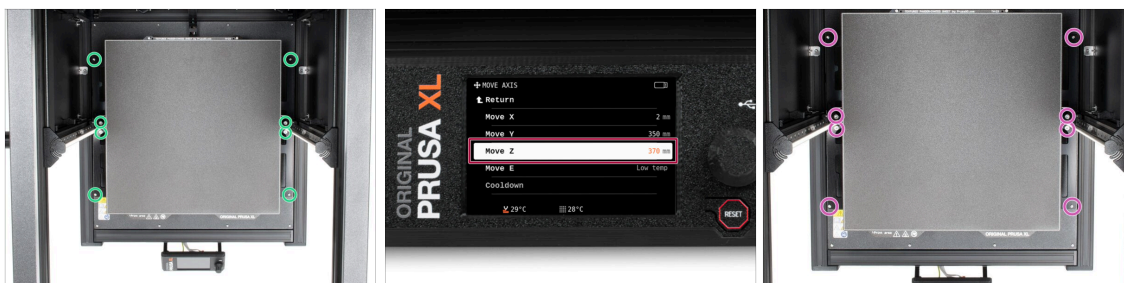 ORIGINAL PRUSA XL
ORIGINAL
PRUSA XL
MOVE AXIS
Return
Move X 2 mm
Move Y 350 mm
Move Z 370 mm
Move E Low temp
Cooldown
29°C 28°C
RESET
ORIGINAL PRUSA XL